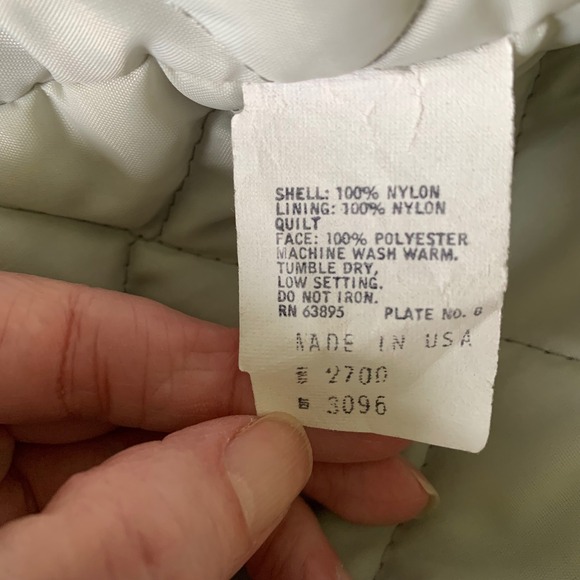 SHELL: 100% NYLON
LINING: 100% NYLON
QUILT
FACE: 100% POLYESTER
MACHINE WASH WARM.
TUMBLE DRY,
LOW SETTING.
DO NOT IRON.
RN 63895 PLATE NO.
MADE IN USA
2700
3096